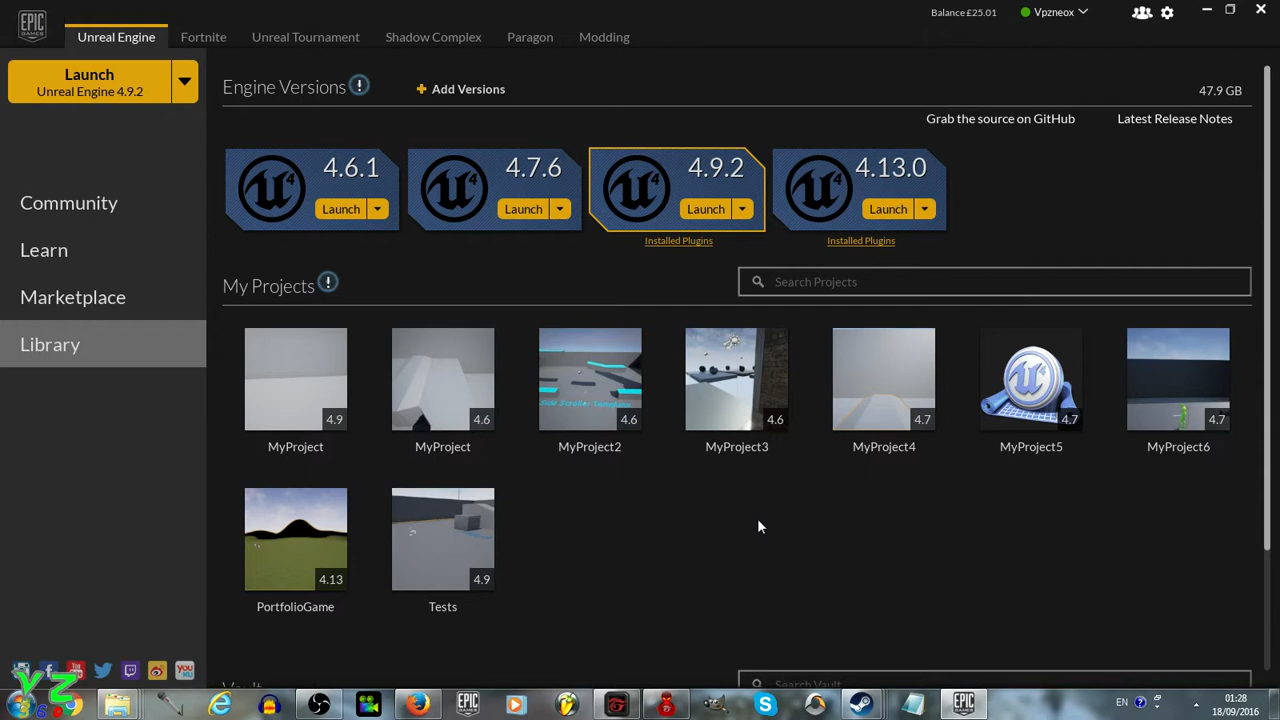 EPIC GAMES
Balance £25.01
Vpzneox
Unreal Engine
Fortnite
Unreal Tournament
Shadow Complex
Paragon
Modding
Launch
Unreal Engine 4.9.2
Engine Versions
Add Versions
47.9 GB
Grab the source on GitHub
Latest Release Notes
4.6.1
Launch
4.7.6
Launch
4.9.2
Launch
Installed Plugins
4.13.0
Launch
Installed Plugins
Community
Learn
Marketplace
Library
My Projects
Search Projects
4.9
MyProject
4.6
MyProject
4.6
MyProject2
4.6
MyProject3
4.7
MyProject4
4.7
MyProject5
4.7
MyProject6
4.13
PortfolioGame
4.9
Tests
Vault
Search Vault
YZ
EN
01:28
18/09/2016